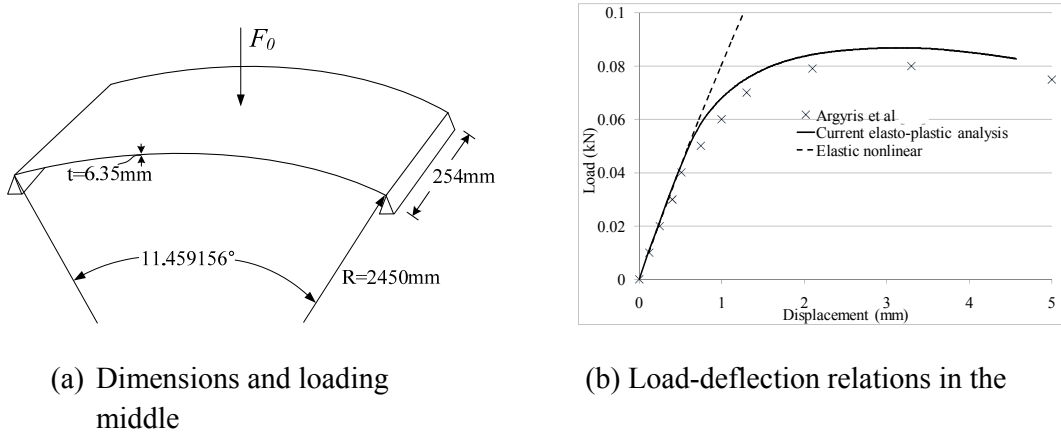 F₀
t=6.35mm
254mm
11.459156°
R=2450mm
(a) Dimensions and loading
middle
0.1
0.08
0.06
0.04
0.02
0
Load (kN)
Argyris et al
Current elasto-plastic analysis
Elastic nonlinear
0 1 2 3 4 5
Displacement (mm)
(b) Load-deflection relations in the